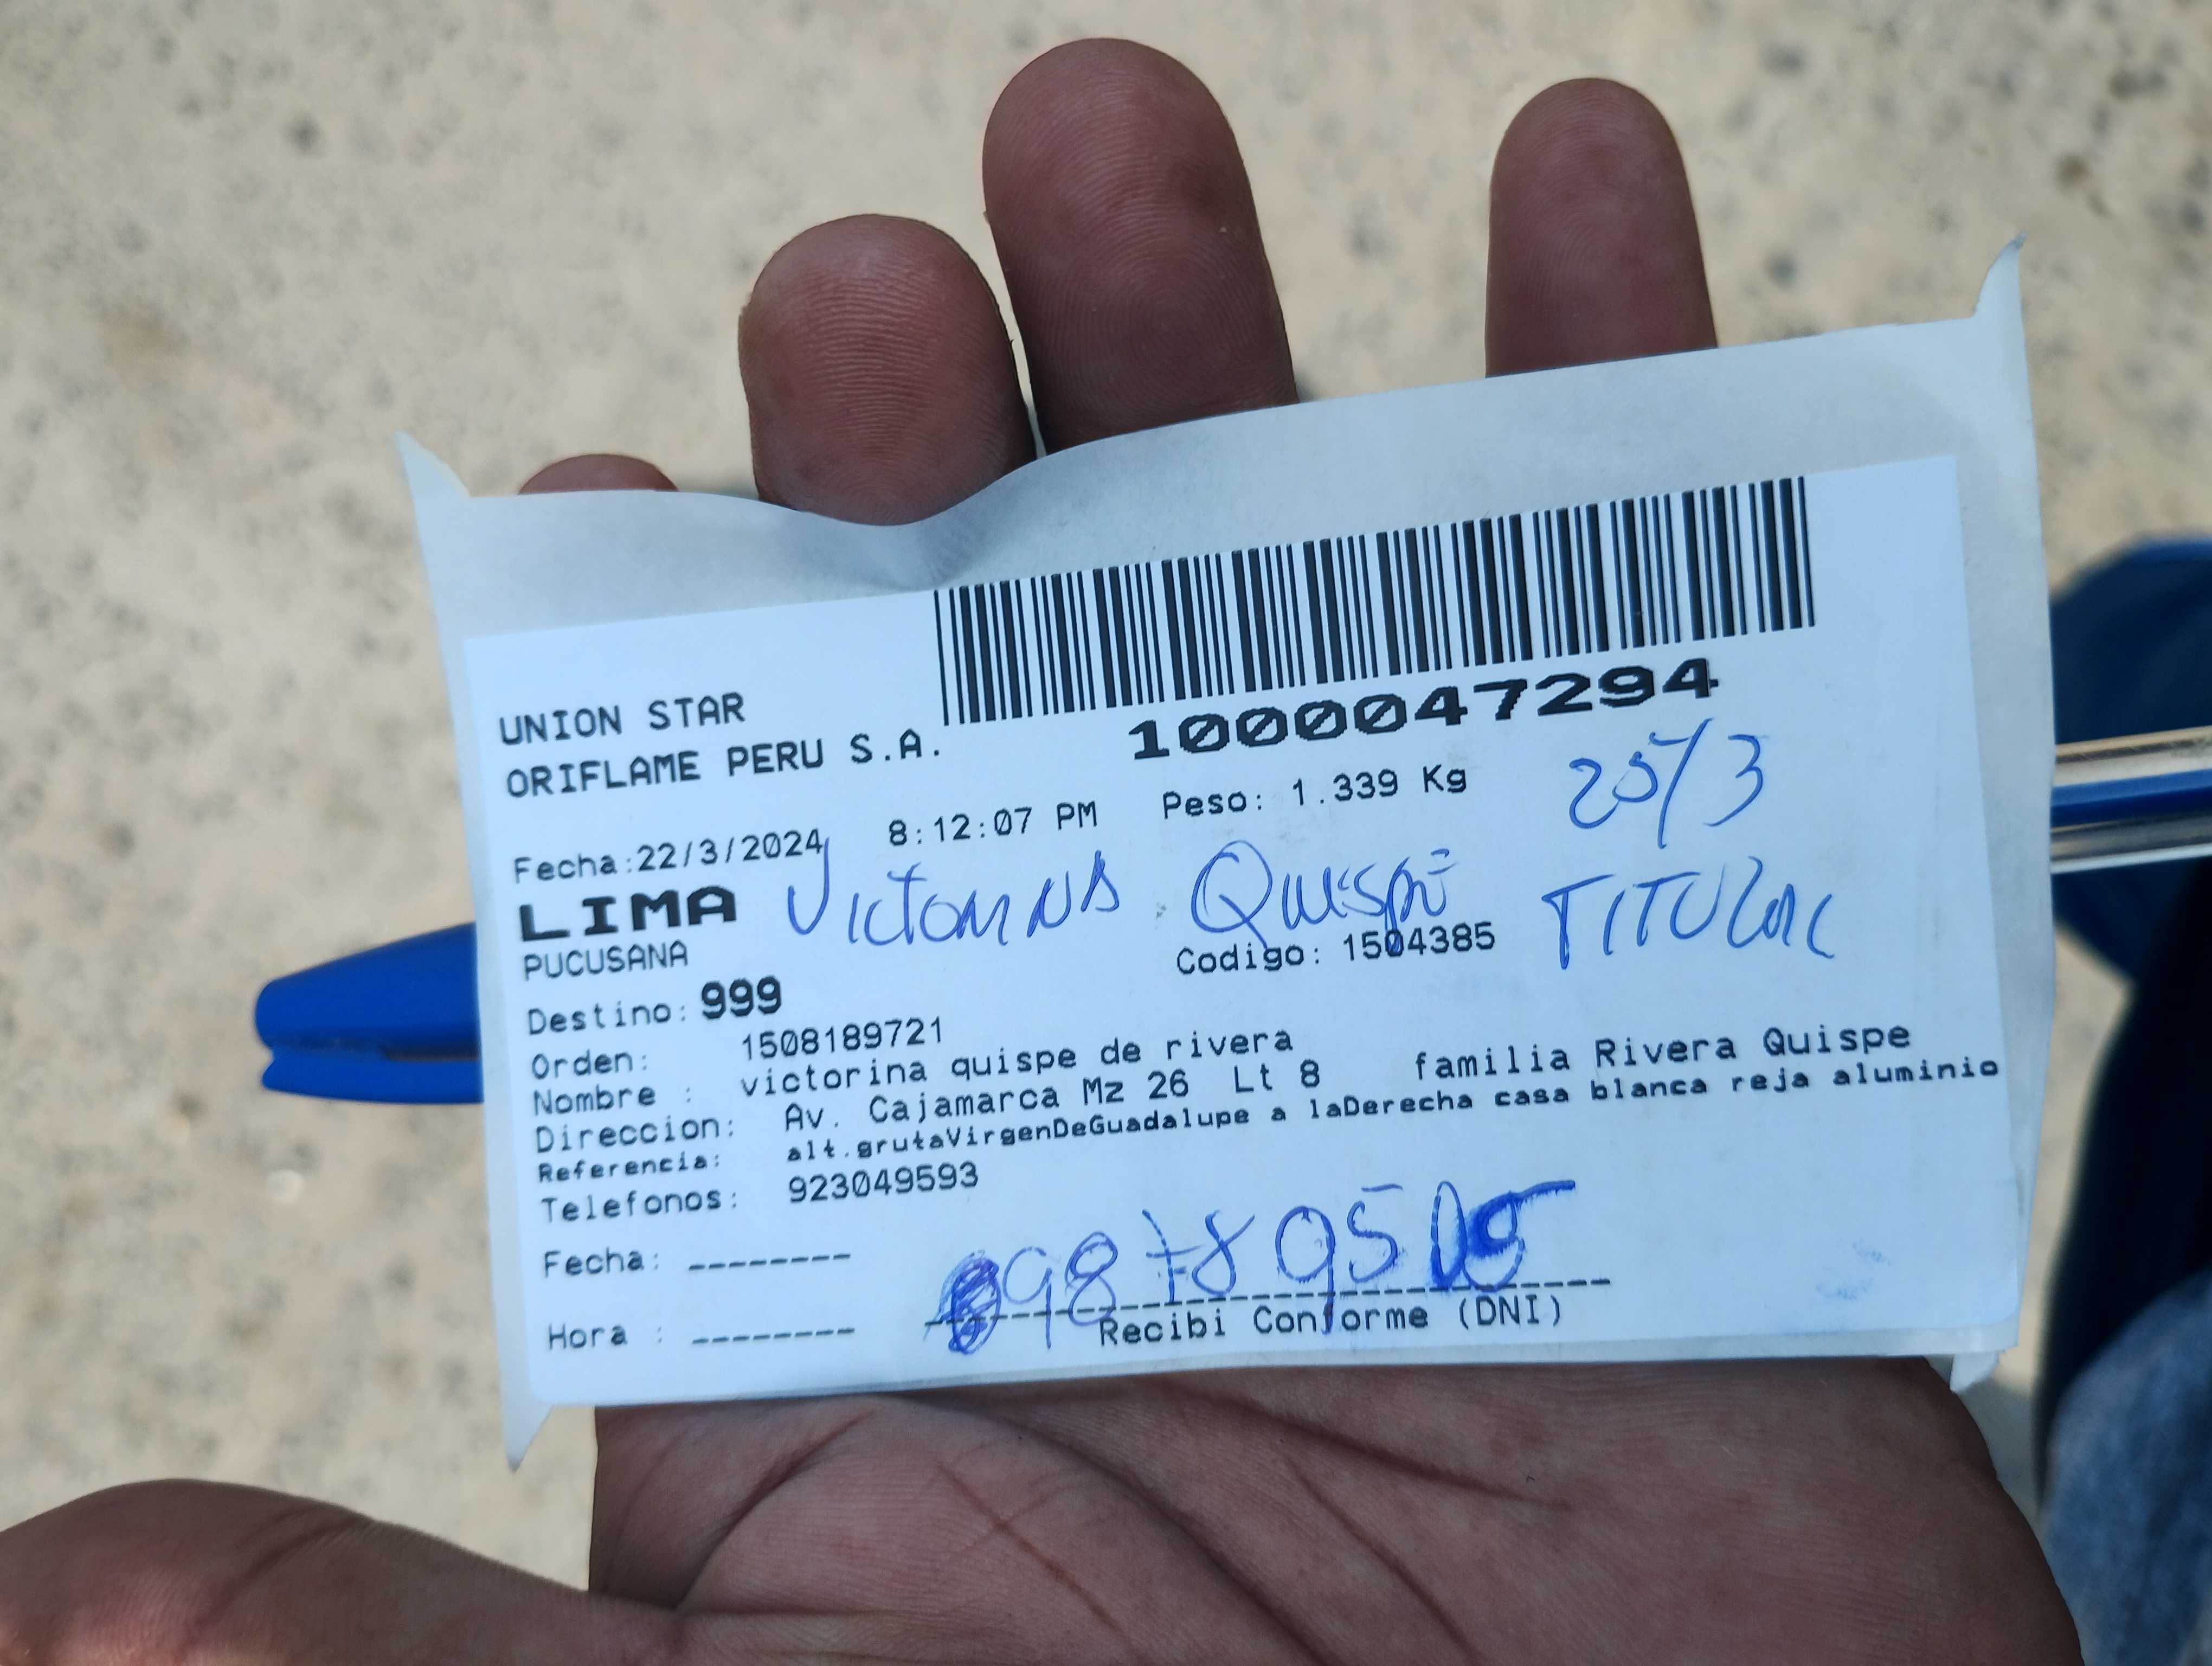 1000047294
UNION STAR
ORIFLAME PERU S.A.
25/3
Fecha:22/3/2024 8:12:07 PM Peso: 1.339 Kg
LIMA Victorina Quispe TITULAR
PUCUSANA Codigo: 1504385
Destino: 999
Orden: 1508189721
Nombre : victorina quispe de rivera
Direccion: Av. Cajamarca Mz 26 Lt 8 familia Rivera Quispe
Referencia: alt.grutaVirgenDeGuadalupe a laDerecha casa blanca reja aluminio
Telefonos: 923049593
Fecha: --------
Hora : --------
Recibi Conforme (DNI)